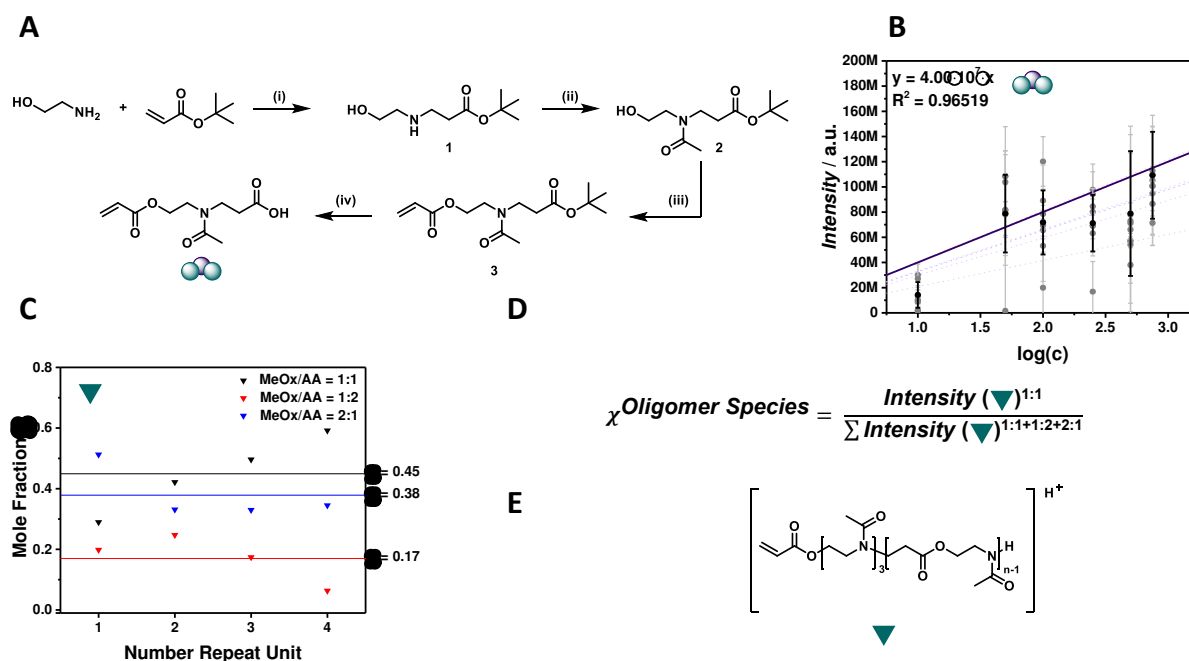 A
HO
NH₂
+
O
O
(i)
HO
N
H
O
O
1
(ii)
HO
N
O
O
O
2
(iii)
O
O
N
O
O
O
3
(iv)
O
O
N
O
O
OH
B
200M
180M
160M
140M
120M
100M
80M
60M
40M
20M
0
Intensity / a.u.
R² = 0.96519
1.0 1.5 2.0 2.5 3.0
log(c)
C
0.8
0.6
0.4
0.2
0.0
Mole Fraction
MeOx/AA = 1:1
MeOx/AA = 1:2
MeOx/AA = 2:1
= 0.45
= 0.38
= 0.17
1 2 3 4
Number Repeat Unit
D
χ^Oligomer Species = Intensity (▼)^1:1
∑ Intensity (▼)^1:1+1:2+2:1
E
H⁺
O
O
N
O
3
O
O
N
H
O
n-1